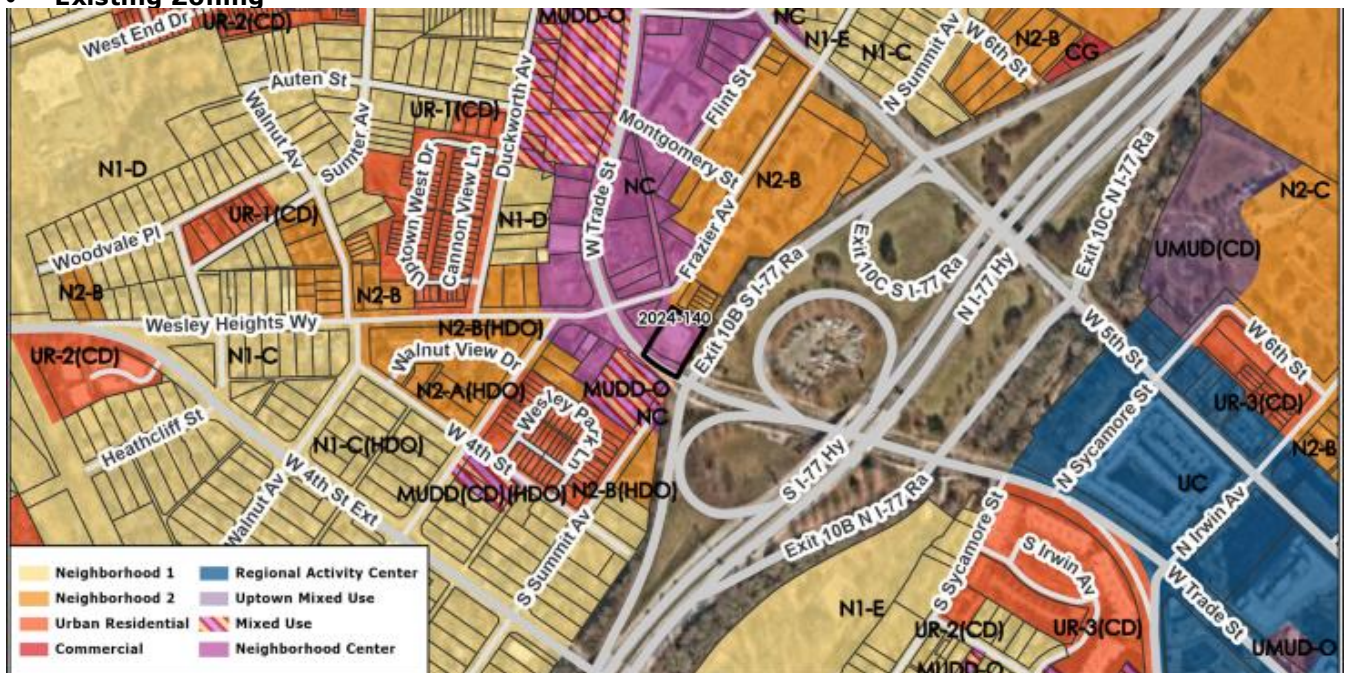 • Existing Zoning
West End Dr
UR-2(CD)
MUDD-O
NC
N1-E
N1-C
N Summit Av
W 6th St
N2-B
CG
Auten St
Walnut Av
Sumter Av
UR-1(CD)
Duckworth Av
Flint St
Montgomery St
N1-D
Uptown West Dr
Cannon View Ln
N1-D
W Trade St
NC
N2-B
Frazier Av
N2-C
UMUD(CD)
UR-1(CD)
Woodvale Pl
N2-B
N2-B
Exit 10C S I-77 Ra
N I-77 Hy
Exit 10C N I-77 Ra
Wesley Heights Wy
N2-B(HDO)
2024-140
Exit 10B S I-77 Ra
W 5th St
W 6th St
UR-2(CD)
N1-C
Walnut View Dr
N2-A(HDO)
MUDD-O
NC
Wesley Park Ln
UR-3(CD)
N2-B
Heathcliff St
N1-C(HDO)
W 4th St
S I-77 Hy
N Sycamore St
UC
W 4th St Ext
MUDD(CD)(HDO)
N2-B(HDO)
Walnut Av
S Summit Av
Exit 10B N I-77 Ra
S Sycamore St
S Irwin Av
N Irwin Av
W Trade St
N1-E
UR-2(CD)
UR-3(CD)
UMUD-O
MUDD-O
Neighborhood 1
Neighborhood 2
Urban Residential
Commercial
Regional Activity Center
Uptown Mixed Use
Mixed Use
Neighborhood Center